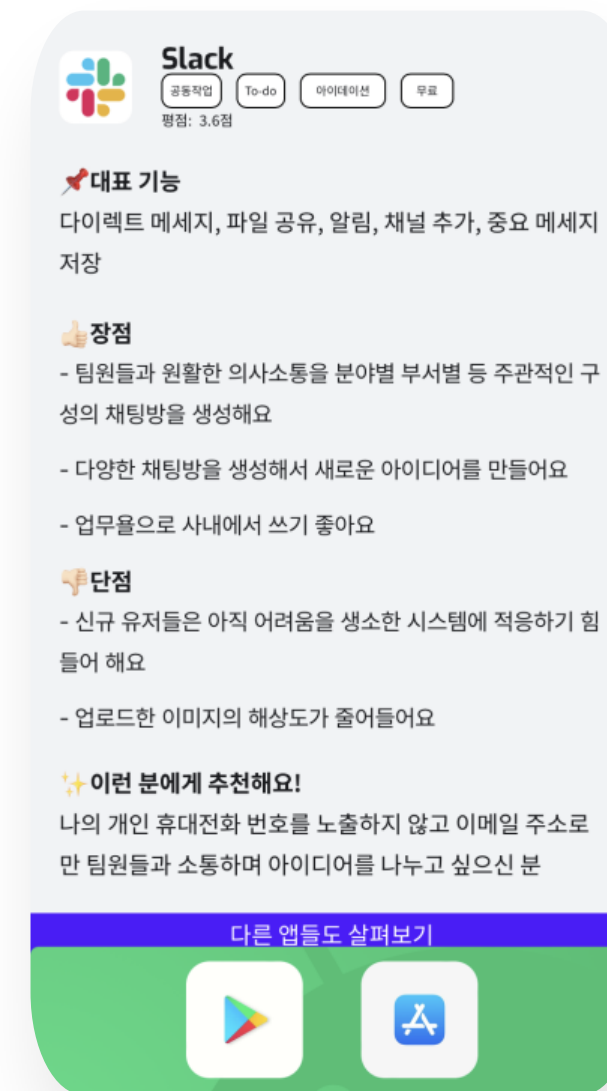 Slack
공동작업 To-do 아이데이션 무료
평점: 3.6점
📌대표 기능
다이렉트 메세지, 파일 공유, 알림, 채널 추가, 중요 메세지
저장
👍🏻장점
- 팀원들과 원활한 의사소통을 분야별 부서별 등 주관적인 구
성의 채팅방을 생성해요
- 다양한 채팅방을 생성해서 새로운 아이디어를 만들어요
- 업무욜으로 사내에서 쓰기 좋아요
👎🏻단점
- 신규 유저들은 아직 어려움을 생소한 시스템에 적응하기 힘
들어 해요
- 업로드한 이미지의 해상도가 줄어들어요
✨이런 분에게 추천해요!
나의 개인 휴대전화 번호를 노출하지 않고 이메일 주소로
만 팀원들과 소통하며 아이디어를 나누고 싶으신 분
다른 앱들도 살펴보기